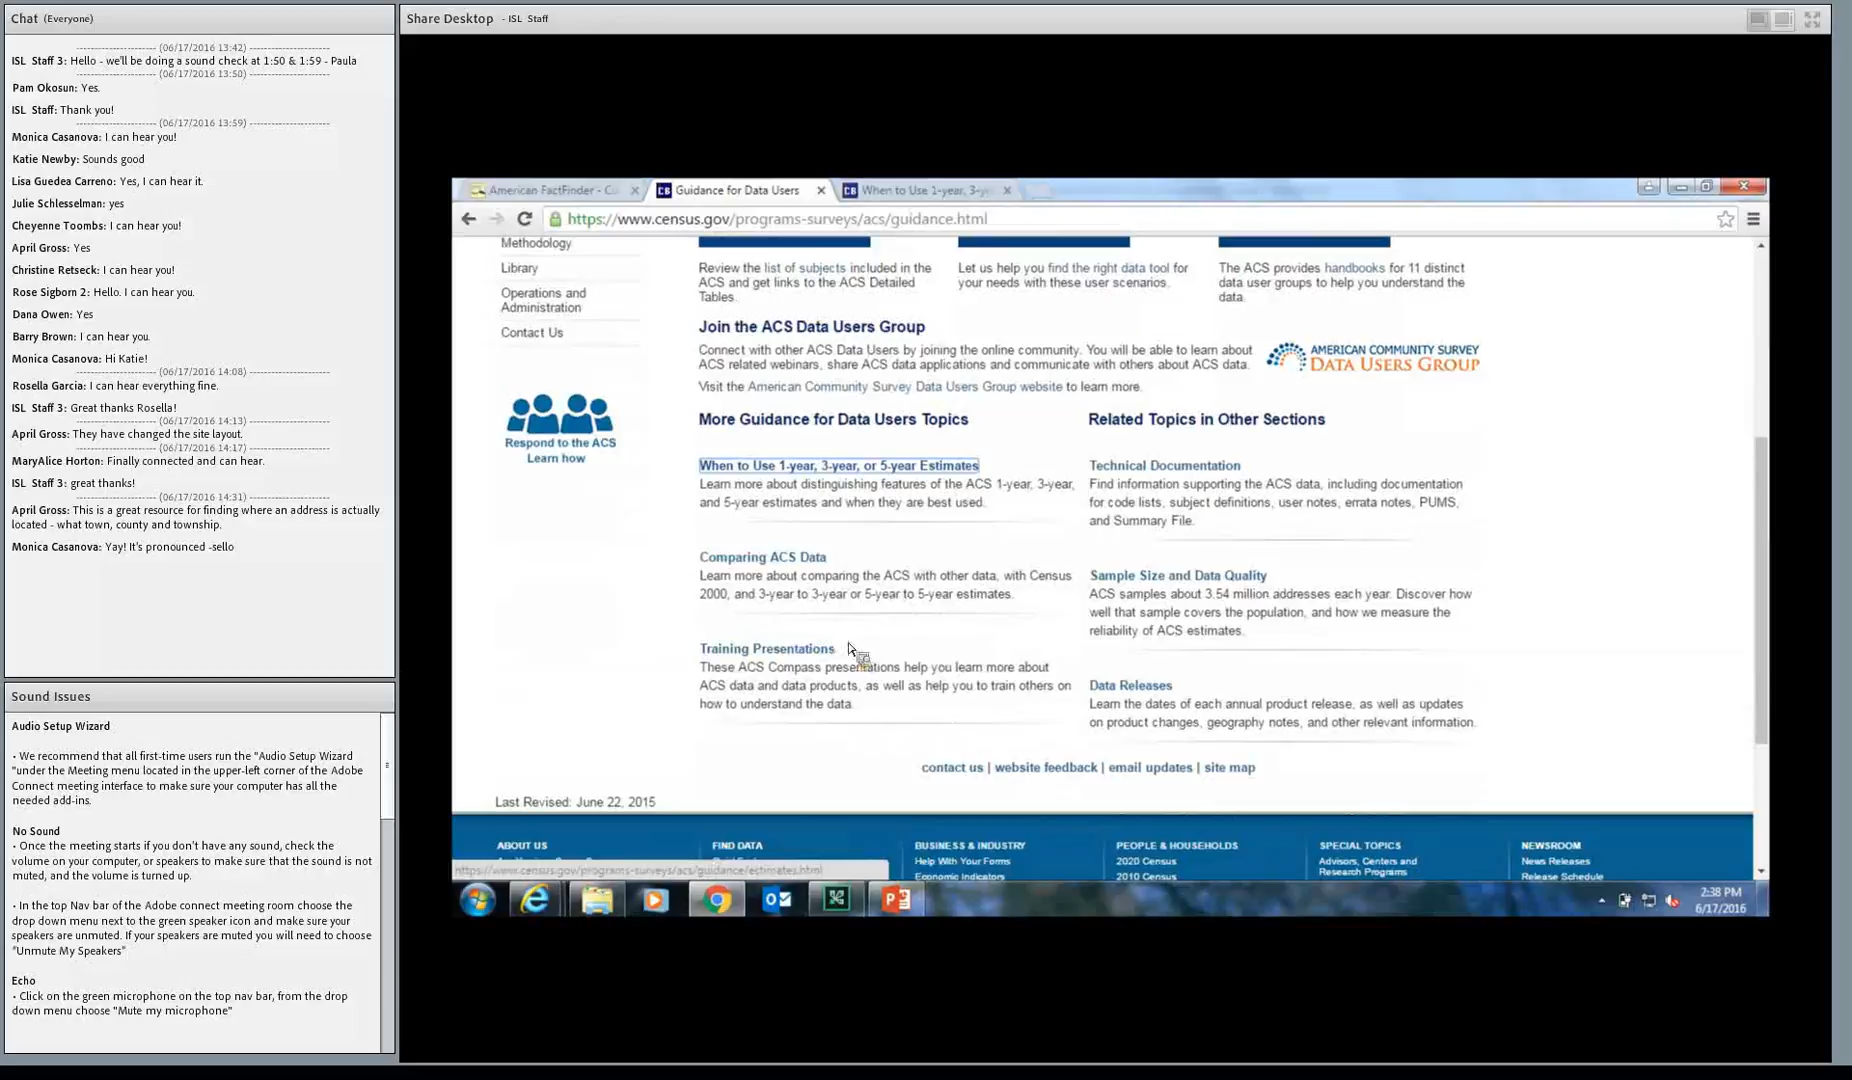 Chat (Everyone)
---------------------- (06/17/2016 13:42) ----------------------
ISL Staff 3: Hello - we'll be doing a sound check at 1:50 & 1:59 - Paula
---------------------- (06/17/2016 13:50) ----------------------
Pam Okosun: Yes.
ISL Staff: Thank you!
---------------------- (06/17/2016 13:59) ----------------------
Monica Casanova: I can hear you!
Katie Newby: Sounds good
Lisa Guedea Carreno: Yes, I can hear it.
Julie Schlesselman: yes
Cheyenne Toombs: I can hear you!
April Gross: Yes
Christine Retseck: I can hear you!
Rose Sigborn 2: Hello. I can hear you.
Dana Owen: Yes
Barry Brown: I can hear you.
Monica Casanova: Hi Katie!
---------------------- (06/17/2016 14:08) ----------------------
Rosella Garcia: I can hear everything fine.
ISL Staff 3: Great thanks Rosella!
---------------------- (06/17/2016 14:13) ----------------------
April Gross: They have changed the site layout.
---------------------- (06/17/2016 14:17) ----------------------
MaryAlice Horton: Finally connected and can hear.
ISL Staff 3: great thanks!
---------------------- (06/17/2016 14:31) ----------------------
April Gross: This is a great resource for finding where an address is actually
located - what town, county and township.
Monica Casanova: Yay! It's pronounced -sello
Sound Issues
Audio Setup Wizard
• We recommend that all first-time users run the "Audio Setup Wizard
"under the Meeting menu located in the upper-left corner of the Adobe
Connect meeting interface to make sure your computer has all the
needed add-ins.
No Sound
• Once the meeting starts if you don't have any sound, check the
volume on your computer, or speakers to make sure that the sound is not
muted, and the volume is turned up.
• In the top Nav bar of the Adobe connect meeting room choose the
drop down menu next to the green speaker icon and make sure your
speakers are unmuted. If your speakers are muted you will need to choose
"Unmute My Speakers"
Echo
• Click on the green microphone on the top nav bar, from the drop
down menu choose "Mute my microphone"
Share Desktop - ISL Staff
American FactFinder - C
CB Guidance for Data Users
CB When to Use 1-year, 3-y
https://www.census.gov/programs-surveys/acs/guidance.html
Methodology
Library
Operations and
Administration
Contact Us
Respond to the ACS
Learn how
Review the list of subjects included in the
ACS and get links to the ACS Detailed
Tables.
Let us help you find the right data tool for
your needs with these user scenarios.
The ACS provides handbooks for 11 distinct
data user groups to help you understand the
data.
Join the ACS Data Users Group
Connect with other ACS Data Users by joining the online community. You will be able to learn about
ACS related webinars, share ACS data applications and communicate with others about ACS data.
Visit the American Community Survey Data Users Group website to learn more.
AMERICAN COMMUNITY SURVEY
DATA USERS GROUP
More Guidance for Data Users Topics
When to Use 1-year, 3-year, or 5-year Estimates
Learn more about distinguishing features of the ACS 1-year, 3-year,
and 5-year estimates and when they are best used.
Comparing ACS Data
Learn more about comparing the ACS with other data, with Census
2000, and 3-year to 3-year or 5-year to 5-year estimates.
Training Presentations
These ACS Compass presentations help you learn more about
ACS data and data products, as well as help you to train others on
how to understand the data.
Related Topics in Other Sections
Technical Documentation
Find information supporting the ACS data, including documentation
for code lists, subject definitions, user notes, errata notes, PUMS,
and Summary File.
Sample Size and Data Quality
ACS samples about 3.54 million addresses each year. Discover how
well that sample covers the population, and how we measure the
reliability of ACS estimates.
Data Releases
Learn the dates of each annual product release, as well as updates
on product changes, geography notes, and other relevant information.
contact us | website feedback | email updates | site map
Last Revised: June 22, 2015
ABOUT US
FIND DATA
BUSINESS & INDUSTRY
Help With Your Forms
Economic Indicators
PEOPLE & HOUSEHOLDS
2020 Census
2010 Census
SPECIAL TOPICS
Advisors, Centers and
Research Programs
NEWSROOM
News Releases
Release Schedule
https://www.census.gov/programs-surveys/acs/guidance/estimates.html
2:38 PM
6/17/2016